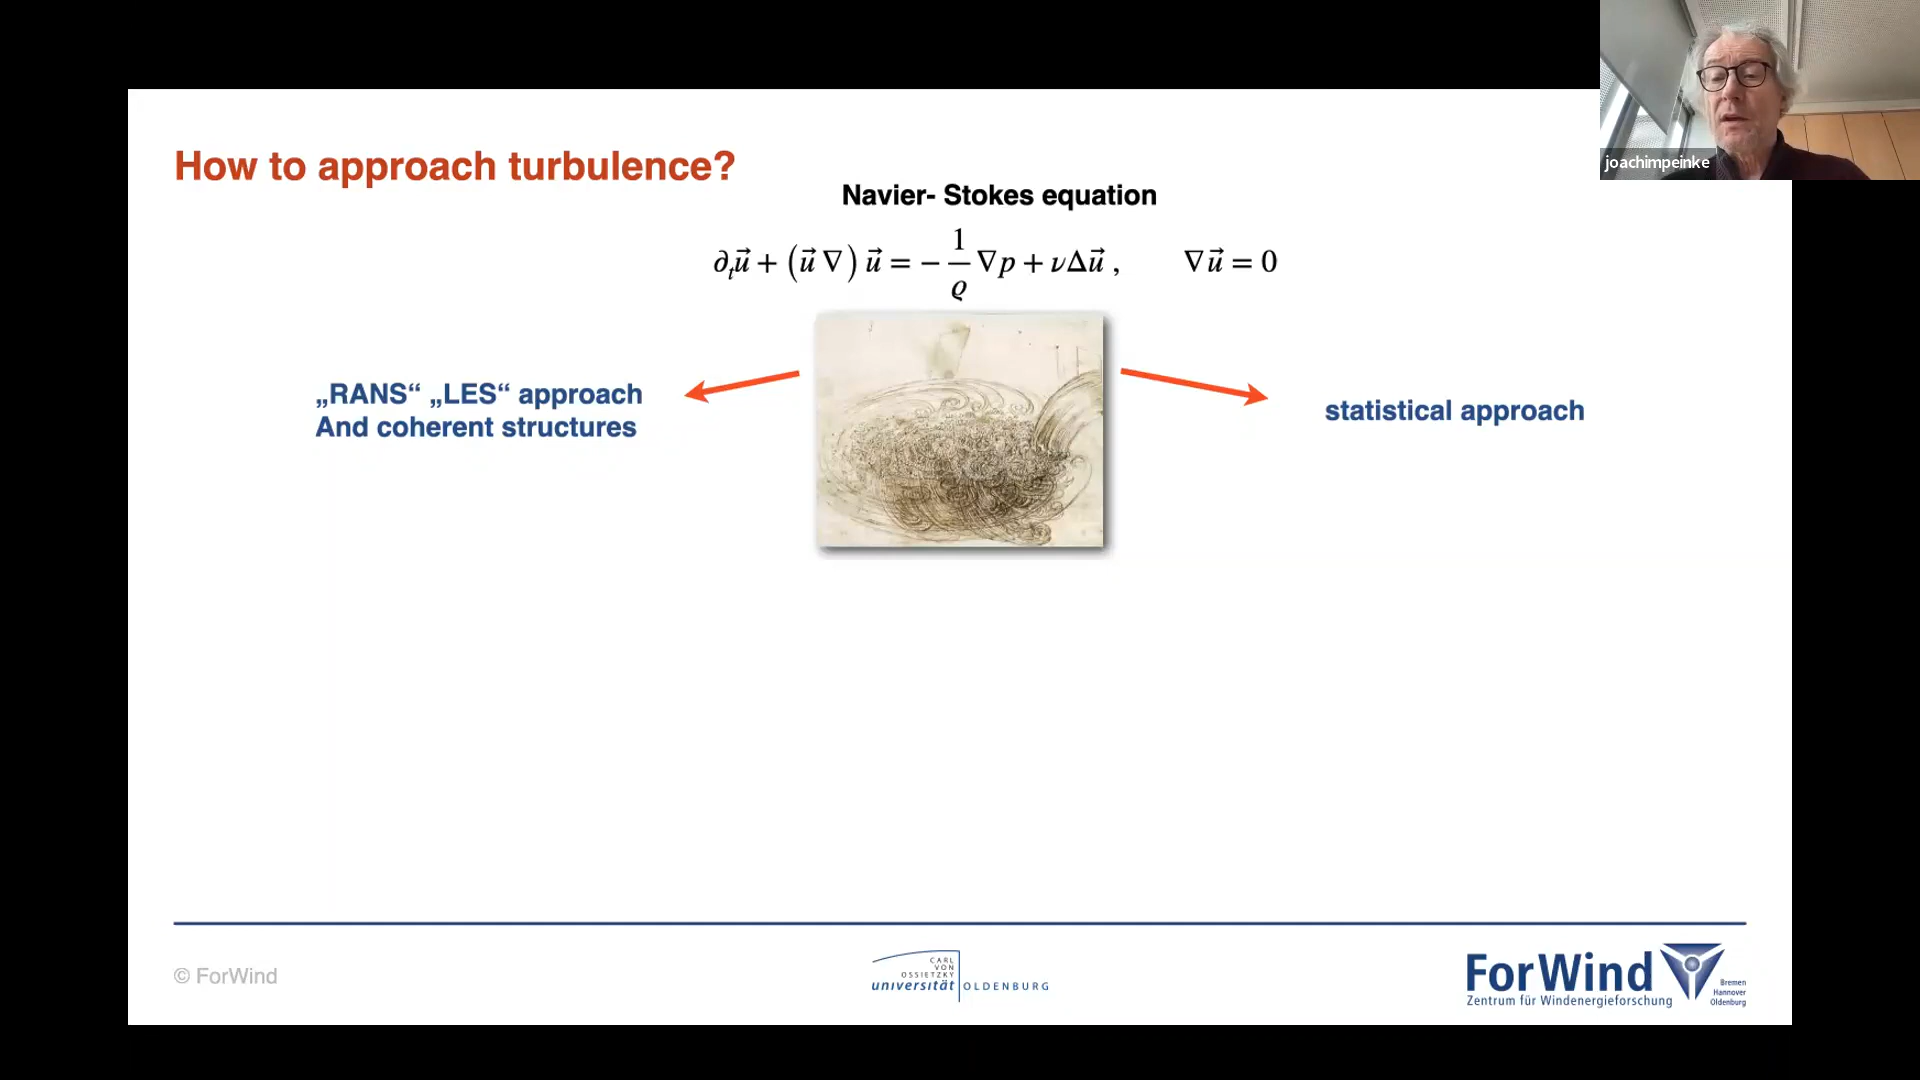 joachimpeinke
How to approach turbulence?
Navier- Stokes equation
∂ₜu⃗ + (u⃗ ∇) u⃗ = − 1/ϱ ∇p + νΔu⃗ ,   ∇u⃗ = 0
„RANS“ „LES“ approach
And coherent structures
statistical approach
© ForWind
CARL
VON
OSSIETZKY
universität OLDENBURG
ForWind
Zentrum für Windenergieforschung
Bremen
Hannover
Oldenburg